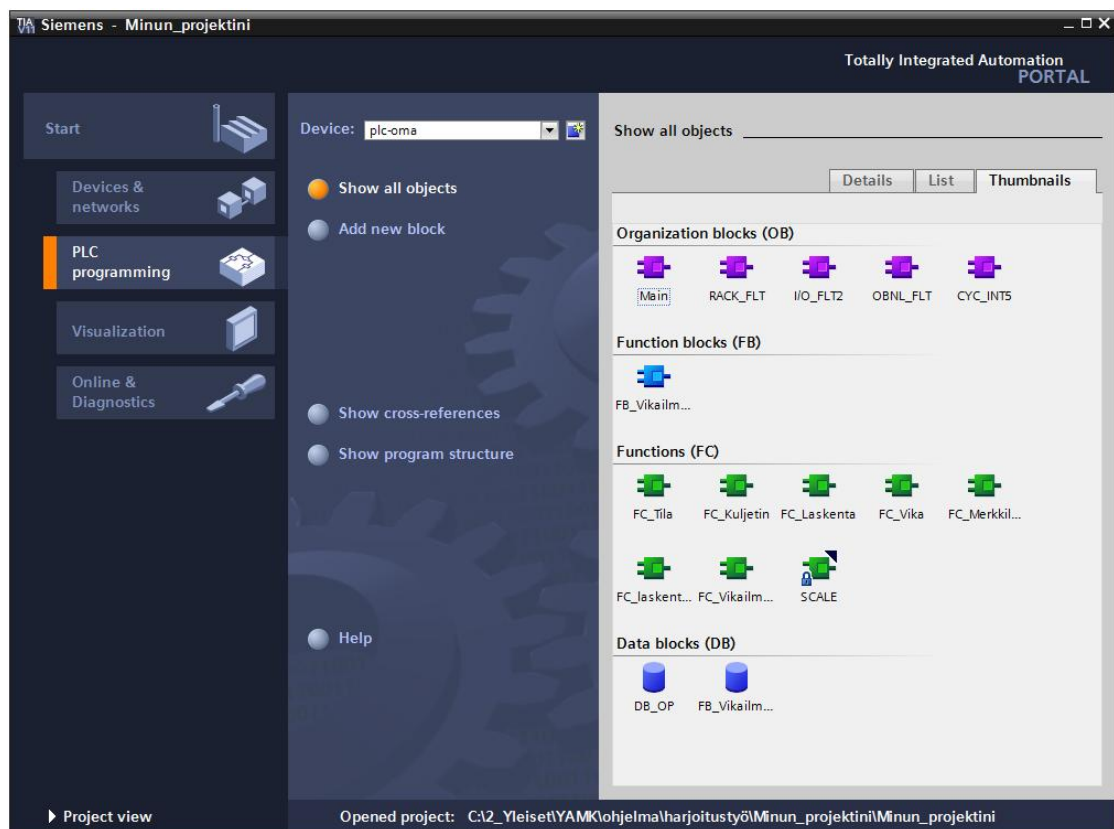 TIA
V11
Siemens - Minun_projektini
Totally Integrated Automation
PORTAL
Start
Devices &
networks
PLC
programming
Visualization
Online &
Diagnostics
Project view
Device: plc-oma
Show all objects
Add new block
Show cross-references
Show program structure
Help
Show all objects
Details List Thumbnails
Organization blocks (OB)
Main RACK_FLT I/O_FLT2 OBNL_FLT CYC_INT5
Function blocks (FB)
FB_Vikailm...
Functions (FC)
FC_Tila FC_Kuljetin FC_Laskenta FC_Vika FC_Merkkil...
FC_laskent... FC_Vikailm... SCALE
Data blocks (DB)
DB_OP FB_Vikailm...
Opened project: C:\2_Yleiset\YAMK\ohjelma\harjoitustyö\Minun_projektini\Minun_projektini